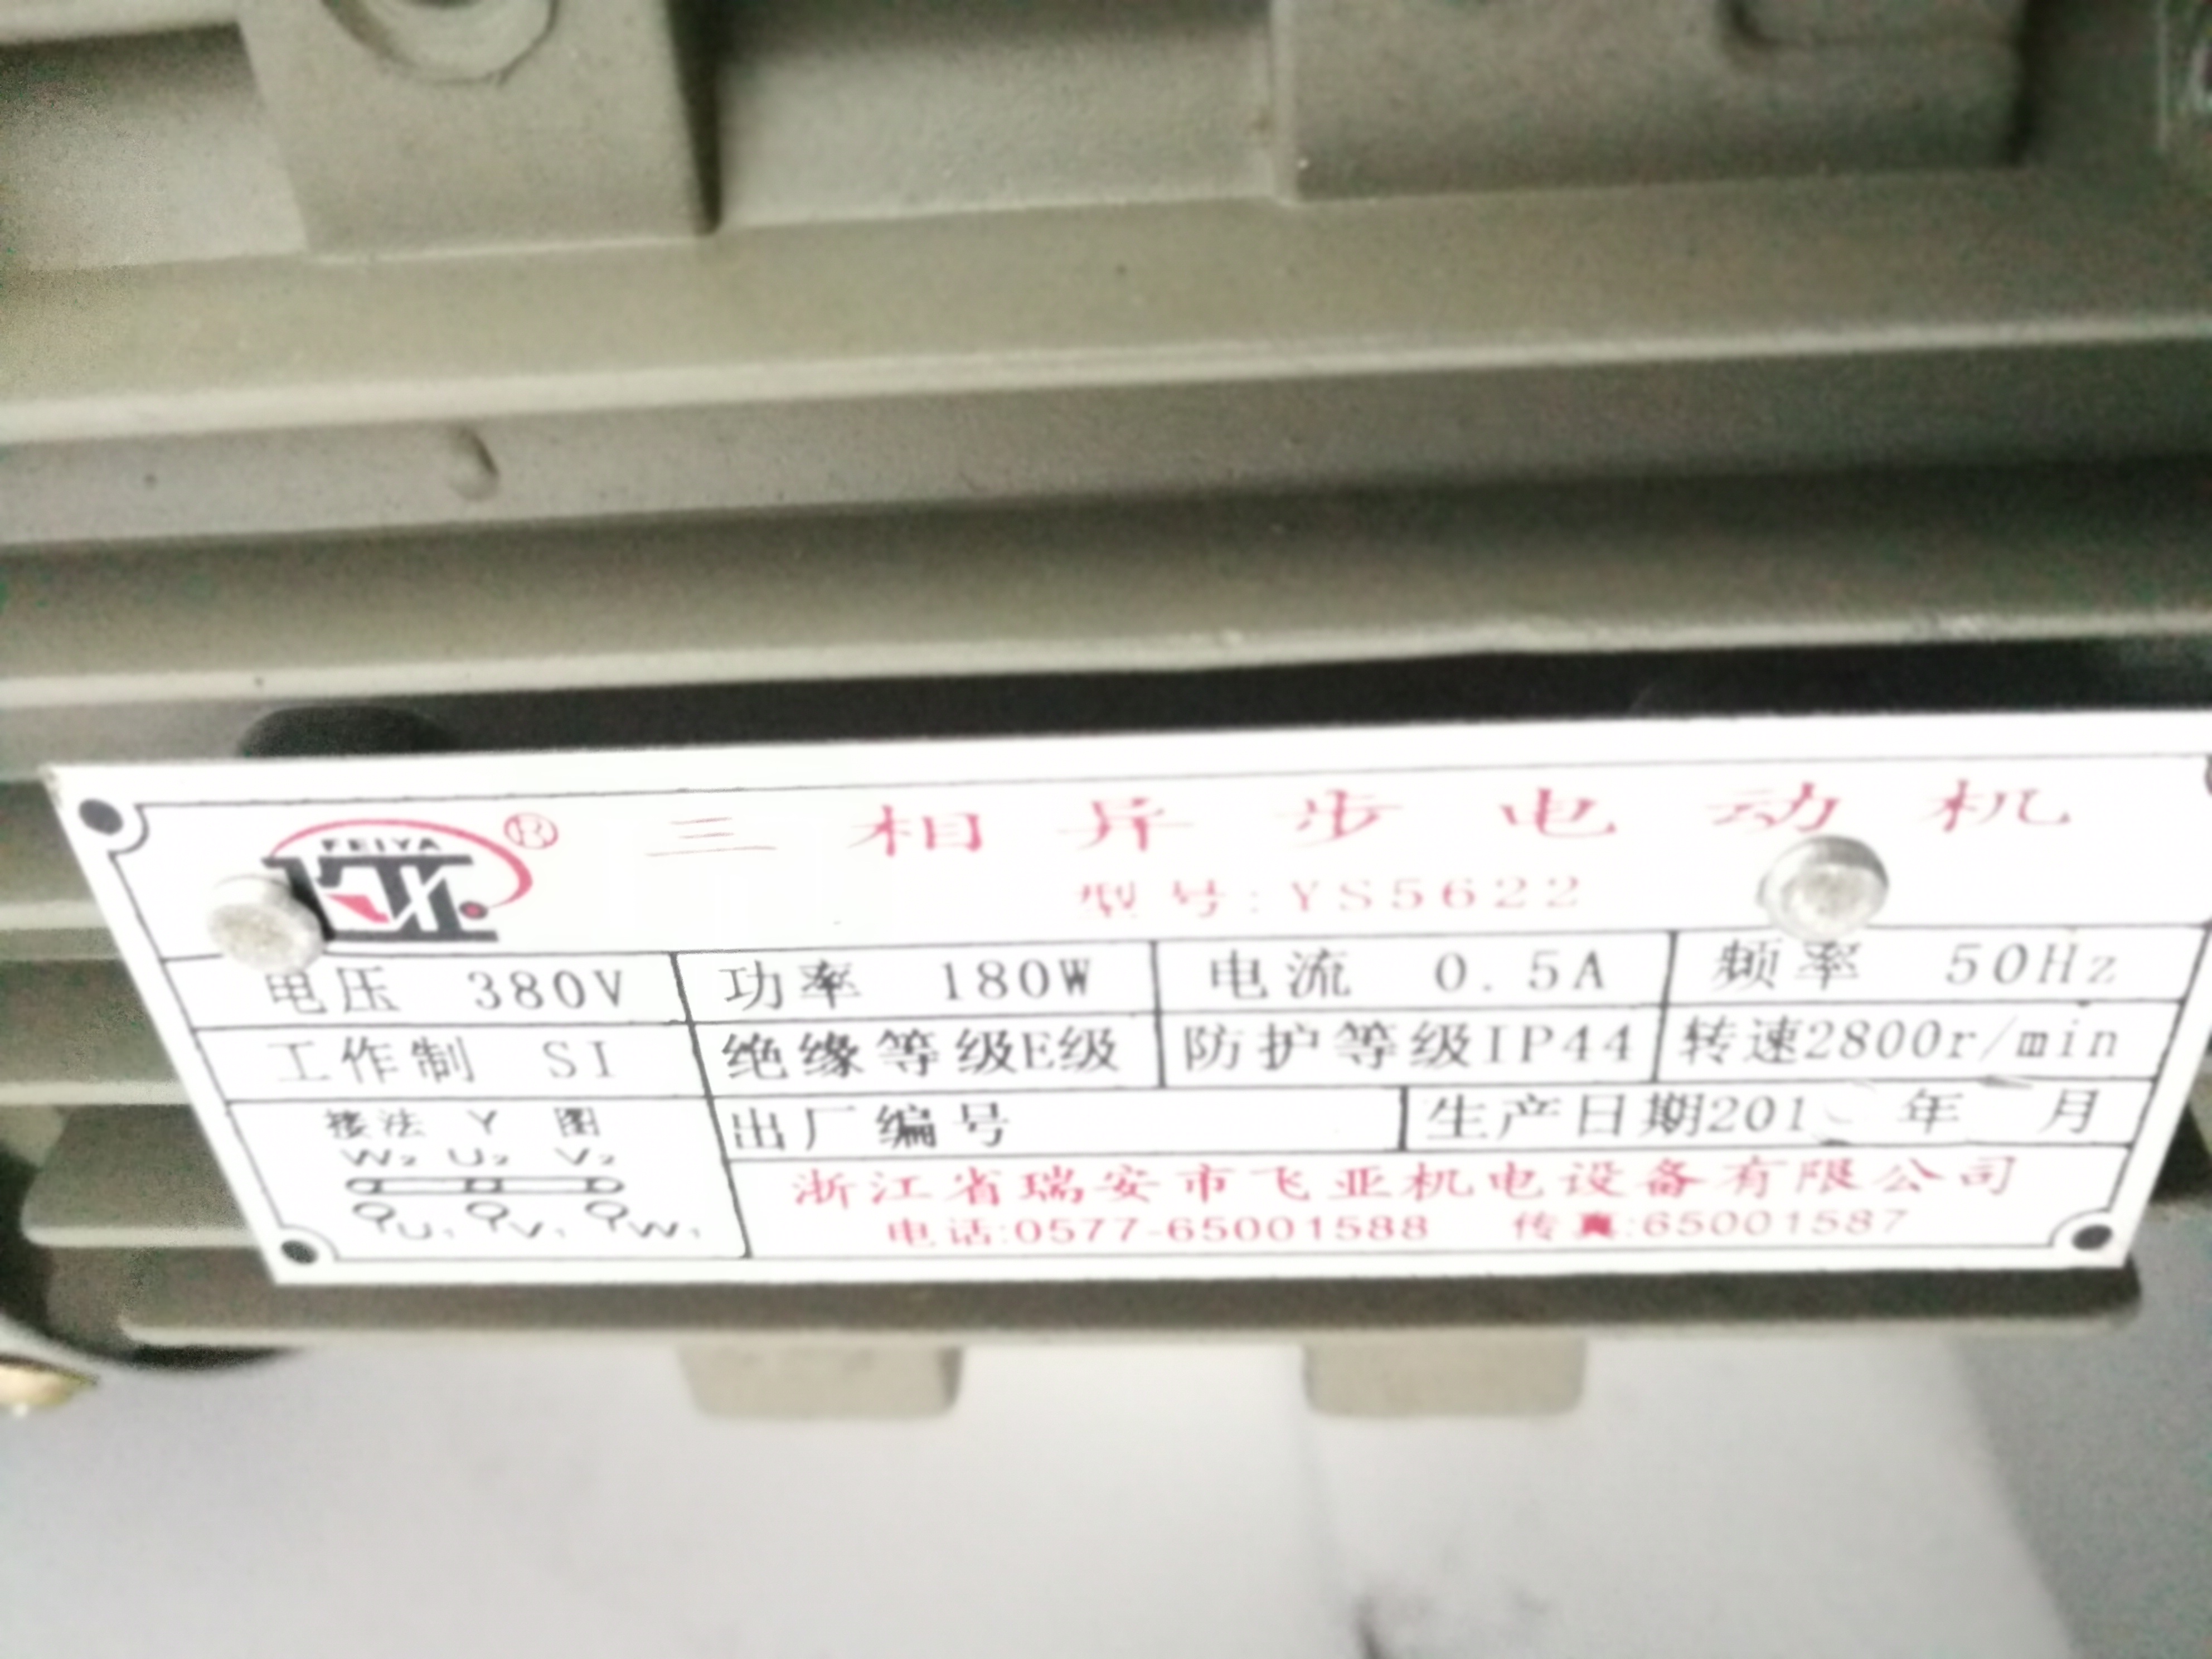 FEIYA ®
三相异步电动机
型号:YS5622
电压 380V 功率 180W 电流 0.5A 频率 50Hz
工作制 SI 绝缘等级E级 防护等级IP44 转速2800r/min
接法 Y 图 出厂编号 生产日期201 年 月
W₂ U₂ V₂
U₁ V₁ W₁
浙江省瑞安市飞亚机电设备有限公司
电话:0577-65001588 传真:65001587